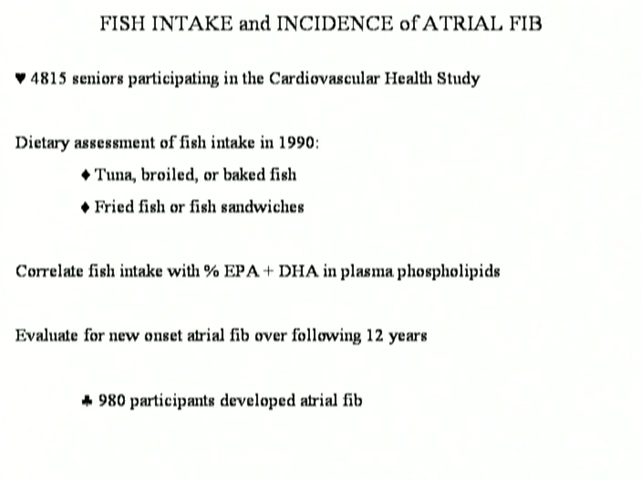 FISH INTAKE and INCIDENCE of ATRIAL FIB
♥ 4815 seniors participating in the Cardiovascular Health Study
Dietary assessment of fish intake in 1990:
♦ Tuna, broiled, or baked fish
♦ Fried fish or fish sandwiches
Correlate fish intake with % EPA + DHA in plasma phospholipids
Evaluate for new onset atrial fib over following 12 years
♣ 980 participants developed atrial fib